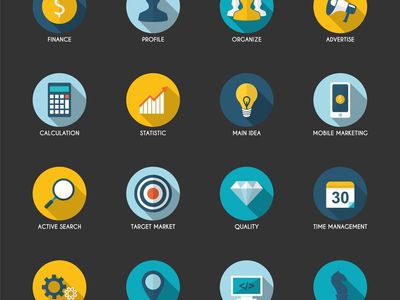 $
FINANCE
PROFILE
ORGANIZE
ADVERTISE
CALCULATION
STATISTIC
MAIN IDEA
MOBILE MARKETING
30
ACTIVE SEARCH
TARGET MARKET
QUALITY
TIME MANAGEMENT
</>